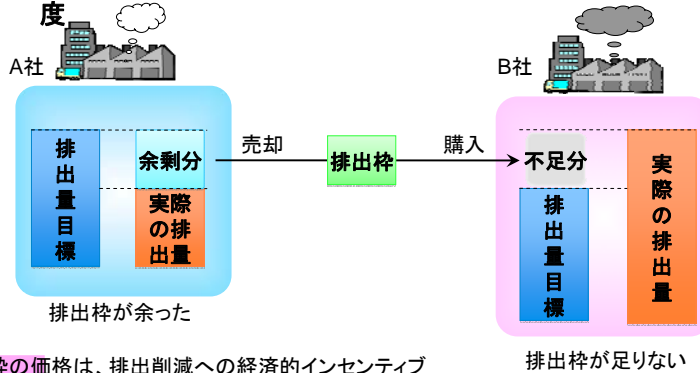 度
A社
B社
排出量目標
余剰分
実際の排出量
売却
排出枠
購入
不足分
排出量目標
実際の排出量
排出枠が余った
排出枠が足りない
枠の価格は、排出削減への経済的インセンティブ